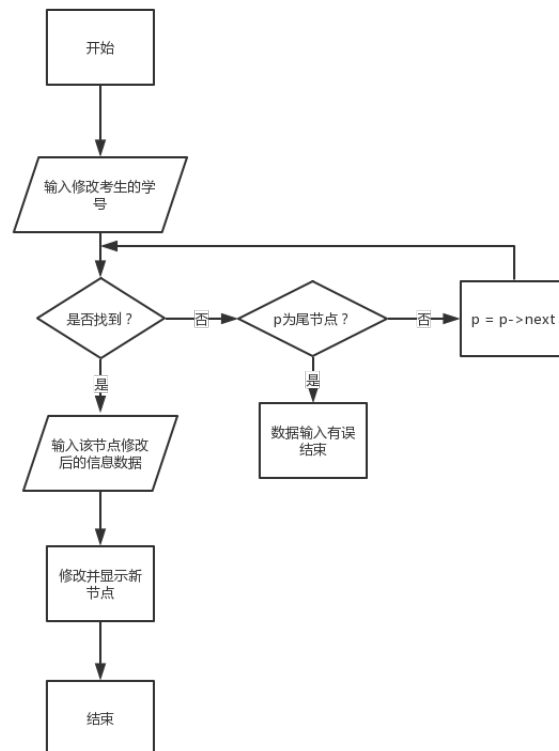 开始
输入修改考生的学
号
是否找到？
否
p为尾节点？
否
p = p->next
是
是
输入该节点修改
后的信息数据
数据输入有误
结束
修改并显示新
节点
结束